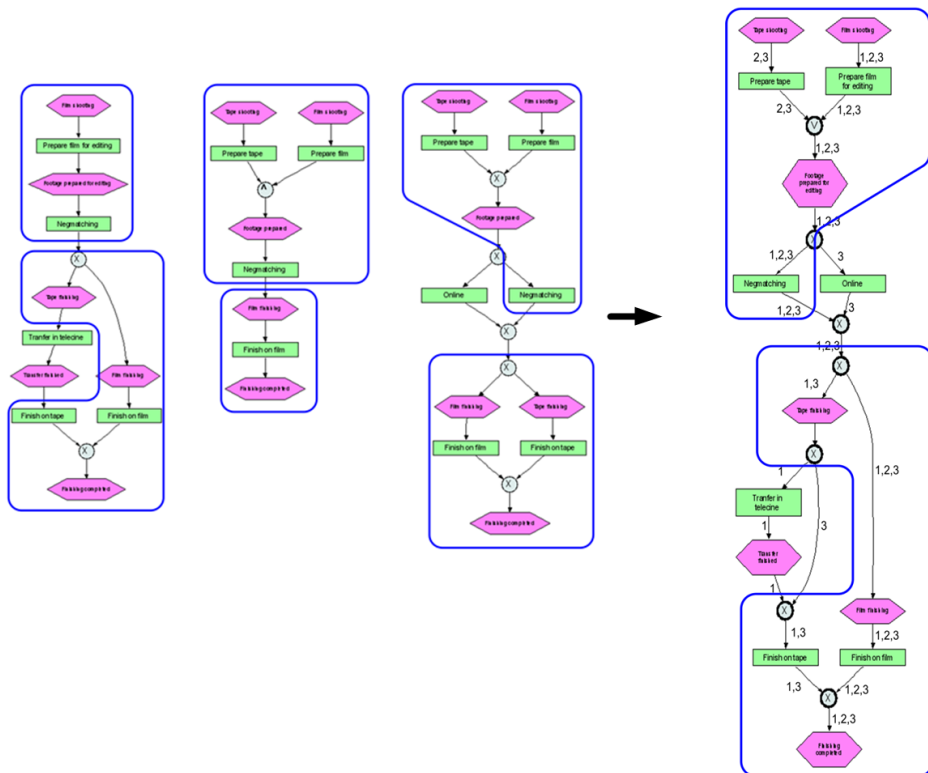 Film shooting
Prepare film for editing
Footage prepared for editing
Negmatching
X
Tape finishing
Tranfer in telecine
Transfer finished
Film finishing
Finish on tape
Finish on film
X
Finishing completed
Tape shooting
Film shooting
Prepare tape
Prepare film
^
Footage prepared
Negmatching
Film finishing
Finish on film
Finishing completed
Tape shooting
Film shooting
Prepare tape
Prepare film
X
Footage prepared
X
Online
Negmatching
X
X
Film finishing
Tape finishing
Finish on film
Finish on tape
X
Finishing completed
Tape shooting
Film shooting
2,3
1,2,3
Prepare tape
Prepare film
for editing
2,3
1,2,3
V
1,2,3
Footage
prepared for
editing
1,2,3
X
1,2,3
3
Negmatching
Online
1,2,3
3
X
1,2,3
X
1,3
Tape finishing
X
1,2,3
1
Tranfer in
telecine
3
1
Transfer
finished
1
X
Film finishing
1,3
1,2,3
Finish on tape
Finish on film
1,3
1,2,3
X
1,2,3
Finishing
completed